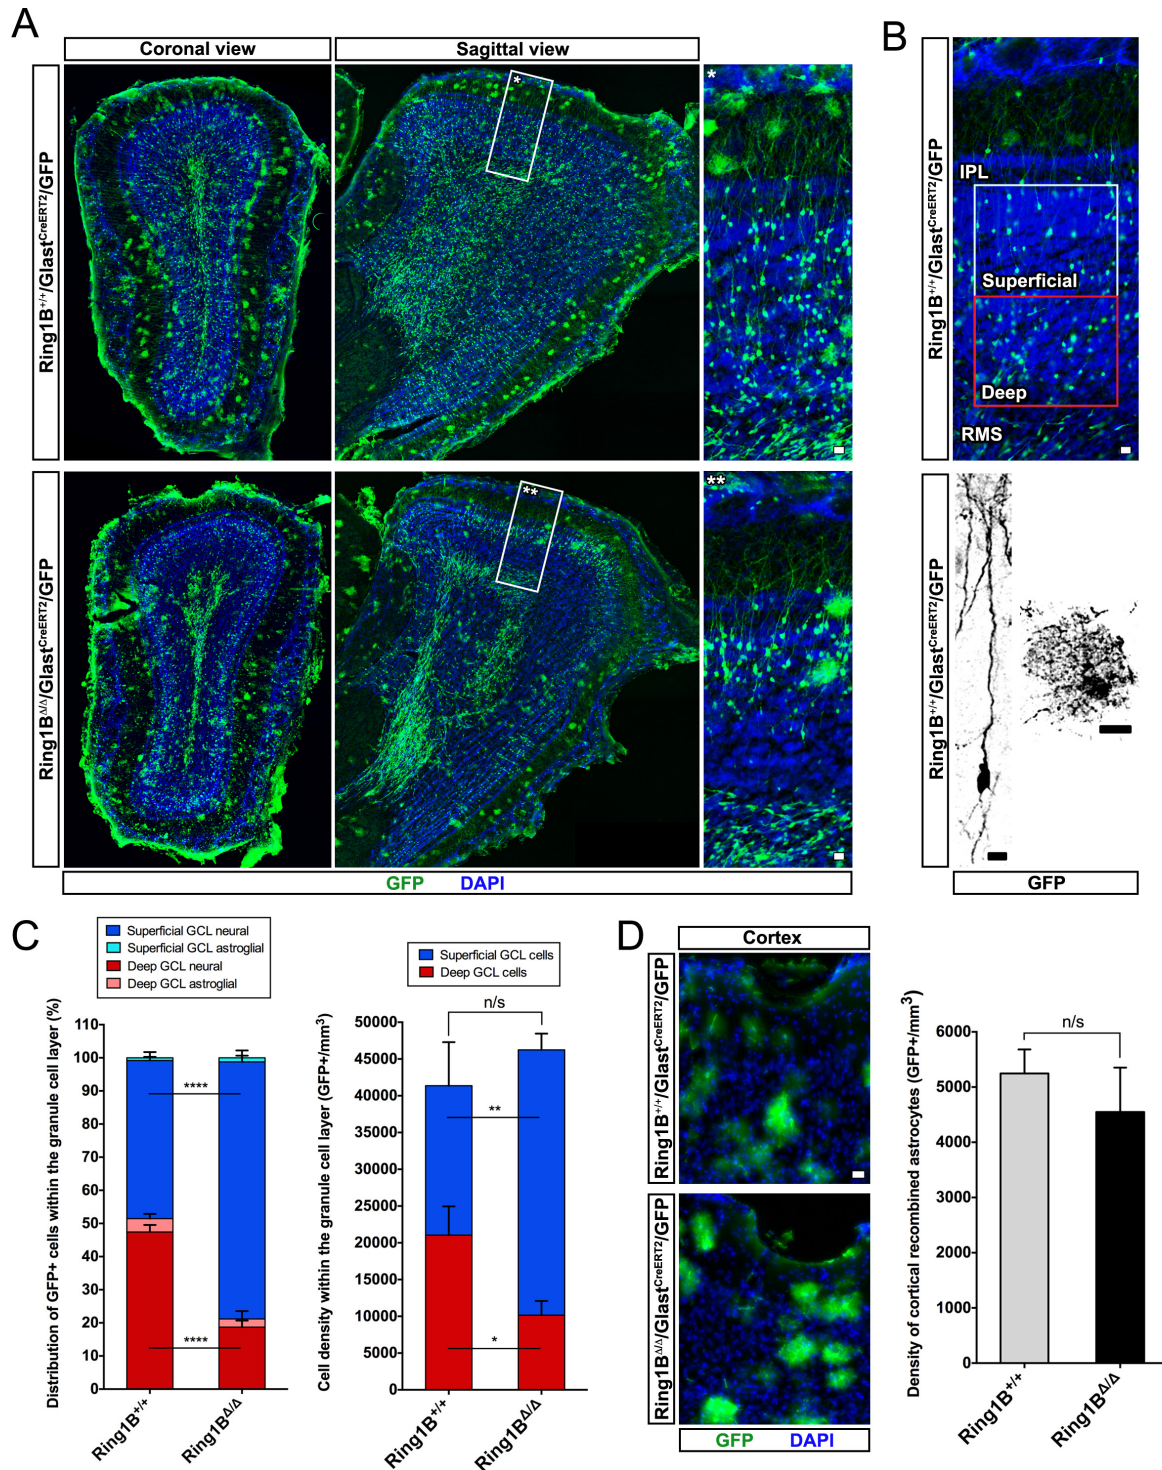 A
Coronal view
Sagittal view
Ring1B+/+/GlastCreERT2/GFP
*
*
Ring1BΔ/Δ/GlastCreERT2/GFP
**
**
GFP DAPI
B
Ring1B+/+/GlastCreERT2/GFP
IPL
Superficial
Deep
RMS
Ring1B+/+/GlastCreERT2/GFP
GFP
C
Superficial GCL neural
Superficial GCL astroglial
Deep GCL neural
Deep GCL astroglial
Distribution of GFP+ cells within the granule cell layer (%)
110
100
90
80
70
60
50
40
30
20
10
0
****
****
Ring1B+/+
Ring1BΔ/Δ
Superficial GCL cells
Deep GCL cells
Cell density within the granule cell layer (GFP+/mm3)
n/s
50000
45000
40000
35000
30000
25000
20000
15000
10000
5000
0
**
*
Ring1B+/+
Ring1BΔ/Δ
D
Cortex
Ring1B+/+/GlastCreERT2/GFP
Ring1BΔ/Δ/GlastCreERT2/GFP
GFP DAPI
Density of cortical recombined astrocytes (GFP+/mm3)
n/s
6000
5000
4000
3000
2000
1000
0
Ring1B+/+
Ring1BΔ/Δ